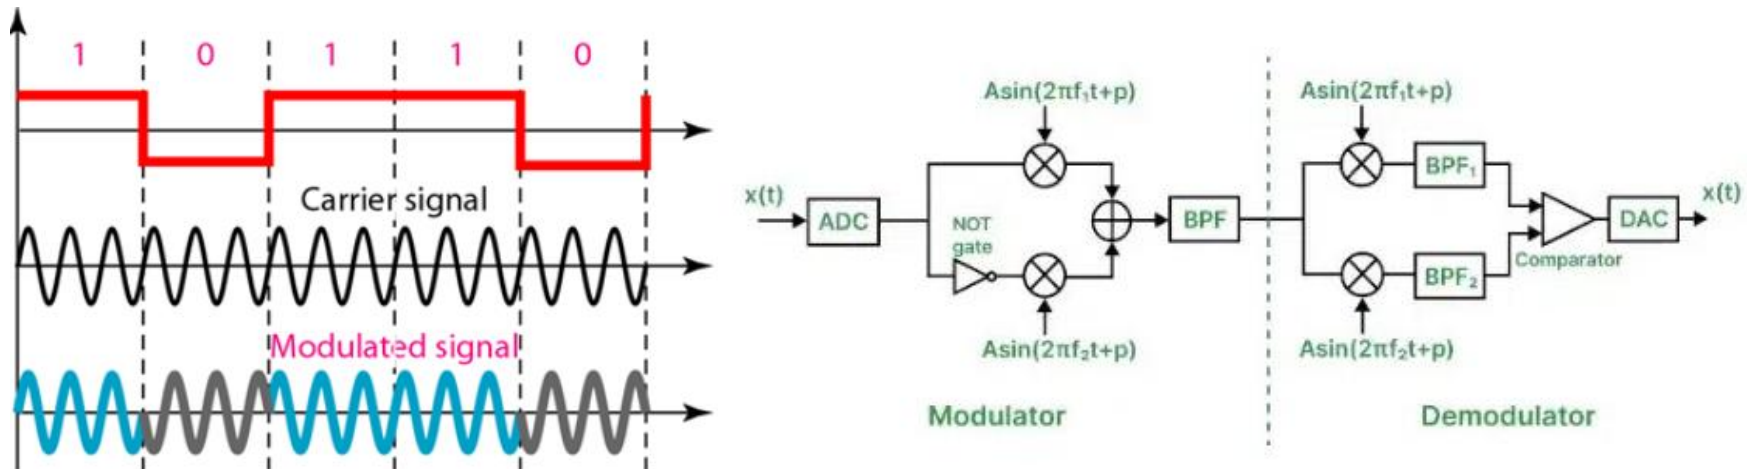 1 0 1 1 0
Carrier signal
Modulated signal
x(t)
ADC
NOT
gate
Asin(2πf₁t+p)
Asin(2πf₂t+p)
BPF
Modulator
Asin(2πf₁t+p)
Asin(2πf₂t+p)
BPF₁
BPF₂
Comparator
DAC
x(t)
Demodulator